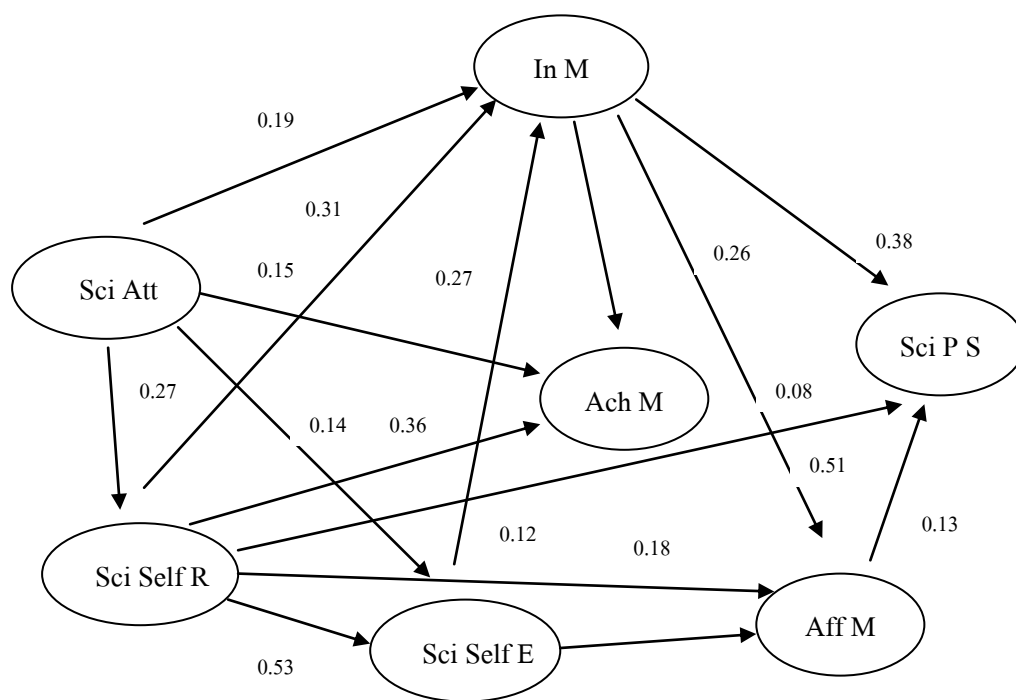 In M
0.19
0.31
0.15
0.27
0.26
0.38
Sci Att
Sci P S
0.27
0.14
0.36
Ach M
0.08
0.51
0.12
0.18
0.13
Sci Self R
Aff M
Sci Self E
0.53